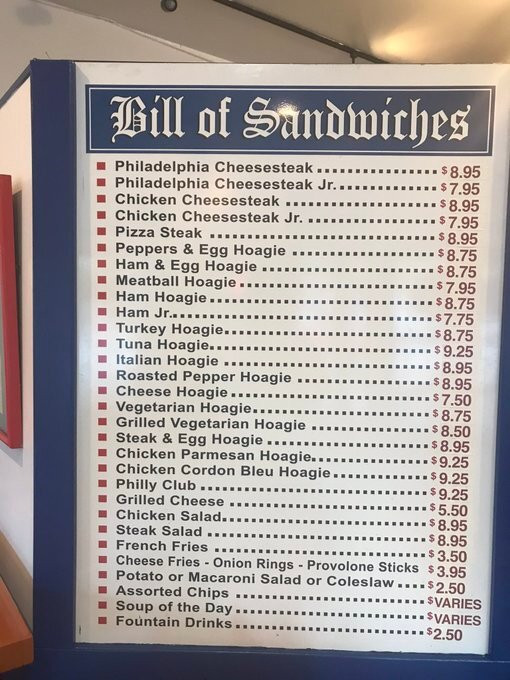 Bill of Sandwiches
Philadelphia Cheesesteak ........ $8.95
Philadelphia Cheesesteak Jr. ........ $7.95
Chicken Cheesesteak ........ $8.95
Chicken Cheesesteak Jr. ........ $7.95
Pizza Steak ........ $8.95
Peppers & Egg Hoagie ........ $8.75
Ham & Egg Hoagie ........ $8.75
Meatball Hoagie ........ $7.95
Ham Hoagie ........ $8.75
Ham Jr. ........ $7.75
Turkey Hoagie ........ $8.75
Tuna Hoagie ........ $9.25
Italian Hoagie ........ $8.95
Roasted Pepper Hoagie ........ $8.95
Cheese Hoagie ........ $7.50
Vegetarian Hoagie ........ $8.75
Grilled Vegetarian Hoagie ........ $8.50
Steak & Egg Hoagie ........ $8.95
Chicken Parmesan Hoagie ........ $9.25
Chicken Cordon Bleu Hoagie ........ $9.25
Philly Club ........ $9.25
Grilled Cheese ........ $5.50
Chicken Salad ........ $8.95
Steak Salad ........ $8.95
French Fries ........ $3.50
Cheese Fries - Onion Rings - Provolone Sticks $3.95
Potato or Macaroni Salad or Coleslaw .... $2.50
Assorted Chips ........ $VARIES
Soup of the Day ........ $VARIES
Fountain Drinks ........ $2.50